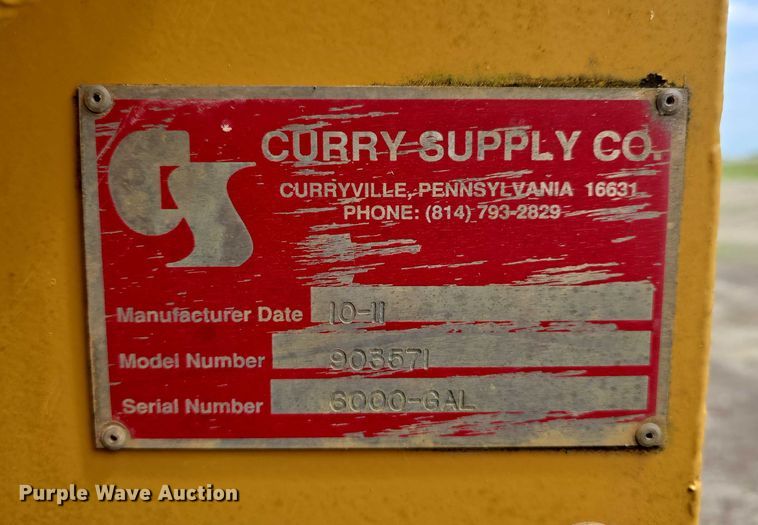 CS
CURRY SUPPLY CO.
CURRYVILLE, PENNSYLVANIA 16631
PHONE: (814) 793-2829
Manufacturer Date 10-11
Model Number 903571
Serial Number 6000-GAL
Purple Wave Auction